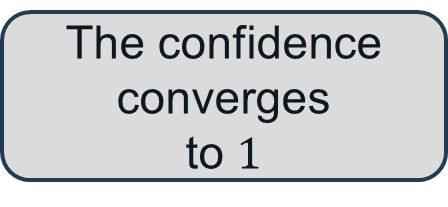 The confidence
converges
to 1